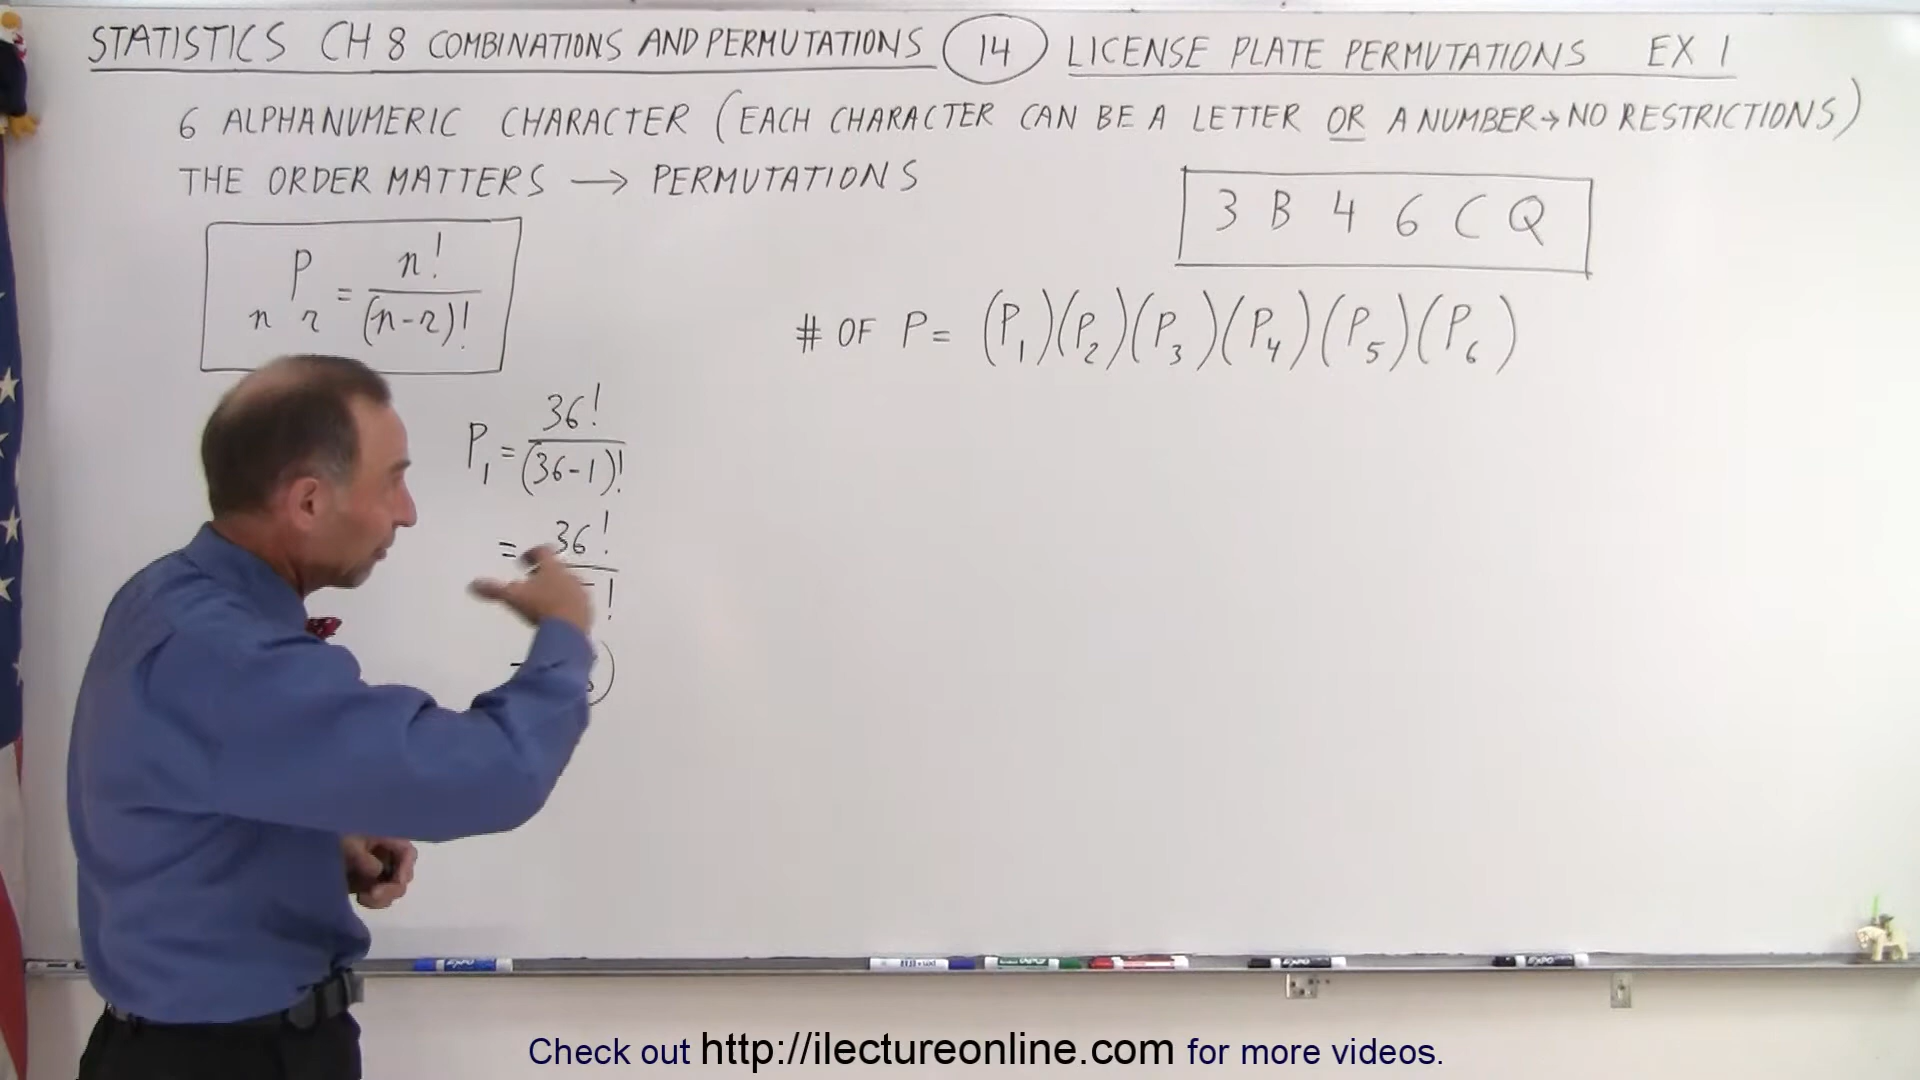 STATISTICS CH 8 COMBINATIONS AND PERMUTATIONS 14 LICENSE PLATE PERMUTATIONS EX 1
6 ALPHANUMERIC CHARACTER (EACH CHARACTER CAN BE A LETTER OR A NUMBER→NO RESTRICTIONS)
THE ORDER MATTERS → PERMUTATIONS
3 B 4 6 C Q
nPr = n!/(n-r)!
# OF P = (P1)(P2)(P3)(P4)(P5)(P6)
P1 = 36!/(36-1)!
= 36!/ !
Check out http://ilectureonline.com for more videos.